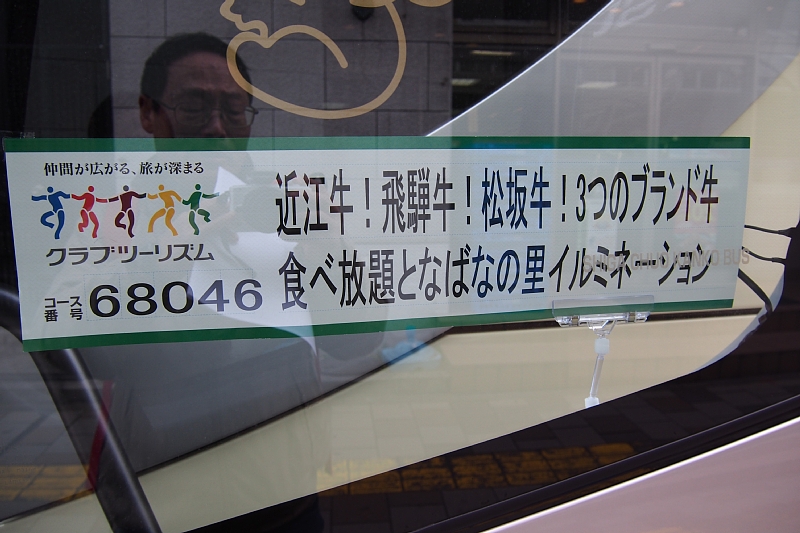 仲間が広がる、旅が深まる
クラブツーリズム
コース番号 68046
近江牛！飛騨牛！松坂牛！3つのブランド牛
食べ放題となばなの里イルミネーション
CHUO KANKO BUS